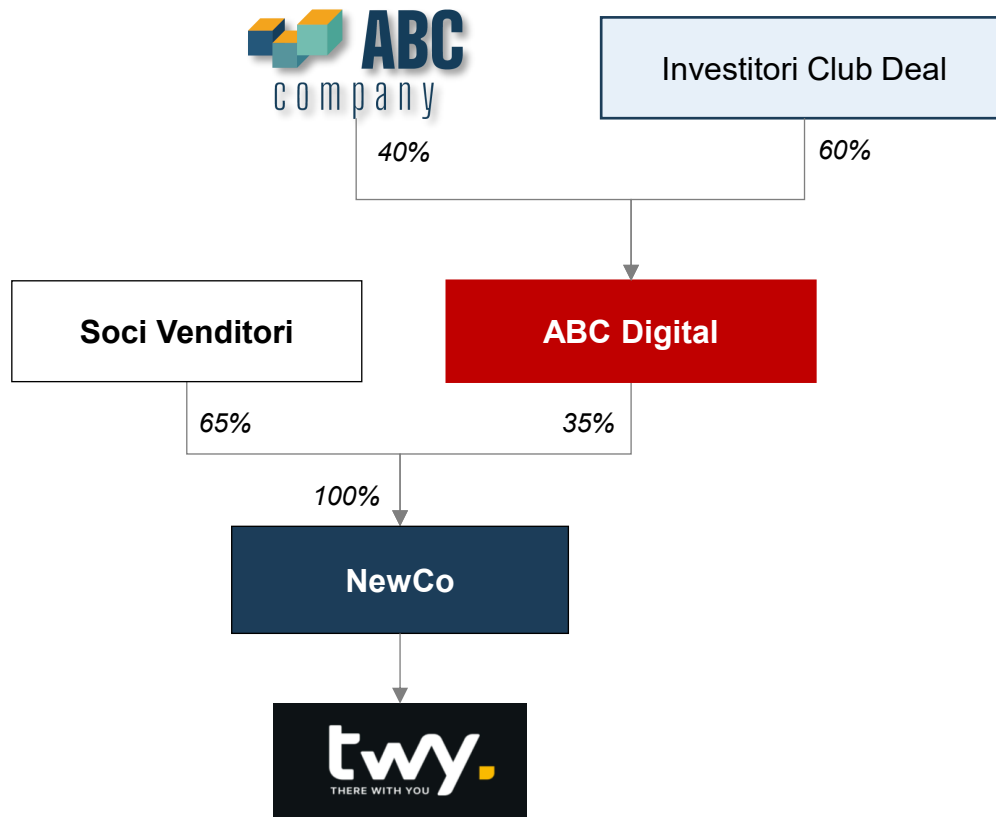 ABC
company
Investitori Club Deal
40%
60%
Soci Venditori
ABC Digital
65%
35%
100%
NewCo
twy.
THERE WITH YOU